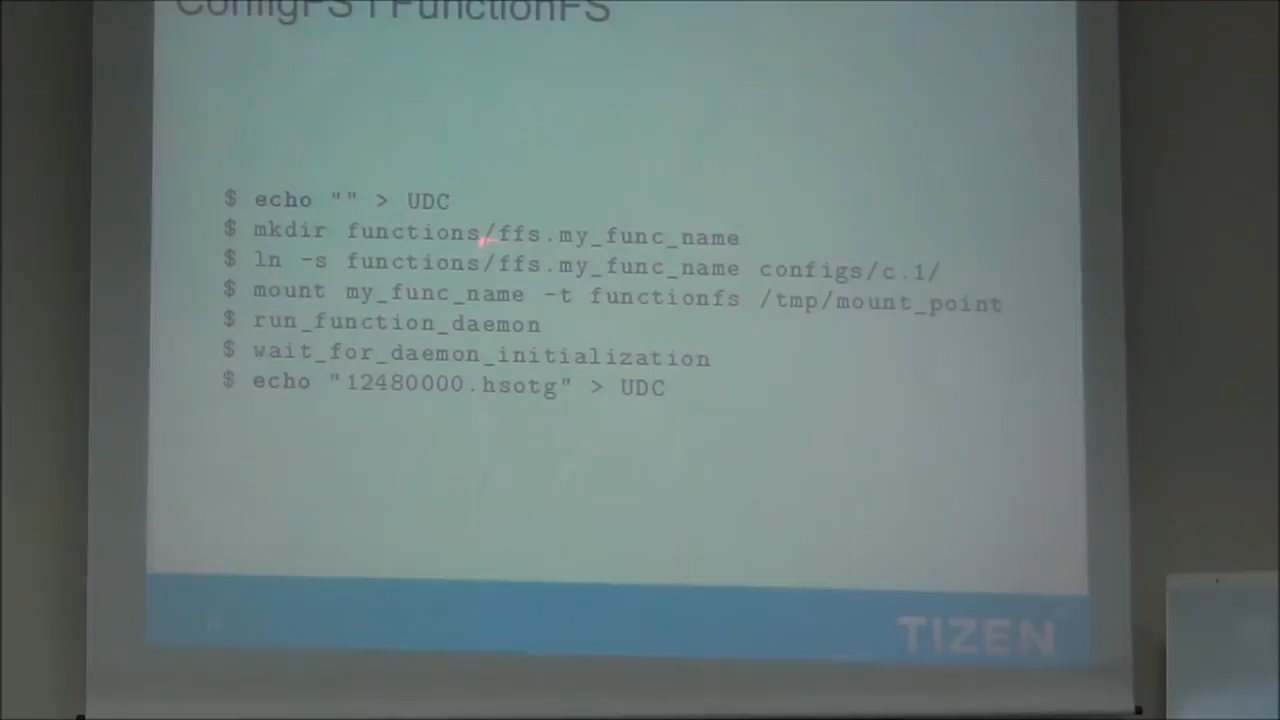 ConfigFS i FunctionFS
$ echo "" > UDC
$ mkdir functions/ffs.my_func_name
$ ln -s functions/ffs.my_func_name configs/c.1/
$ mount my_func_name -t functionfs /tmp/mount_point
$ run_function_daemon
$ wait_for_daemon_initialization
$ echo "12480000.hsotg" > UDC
TIZEN